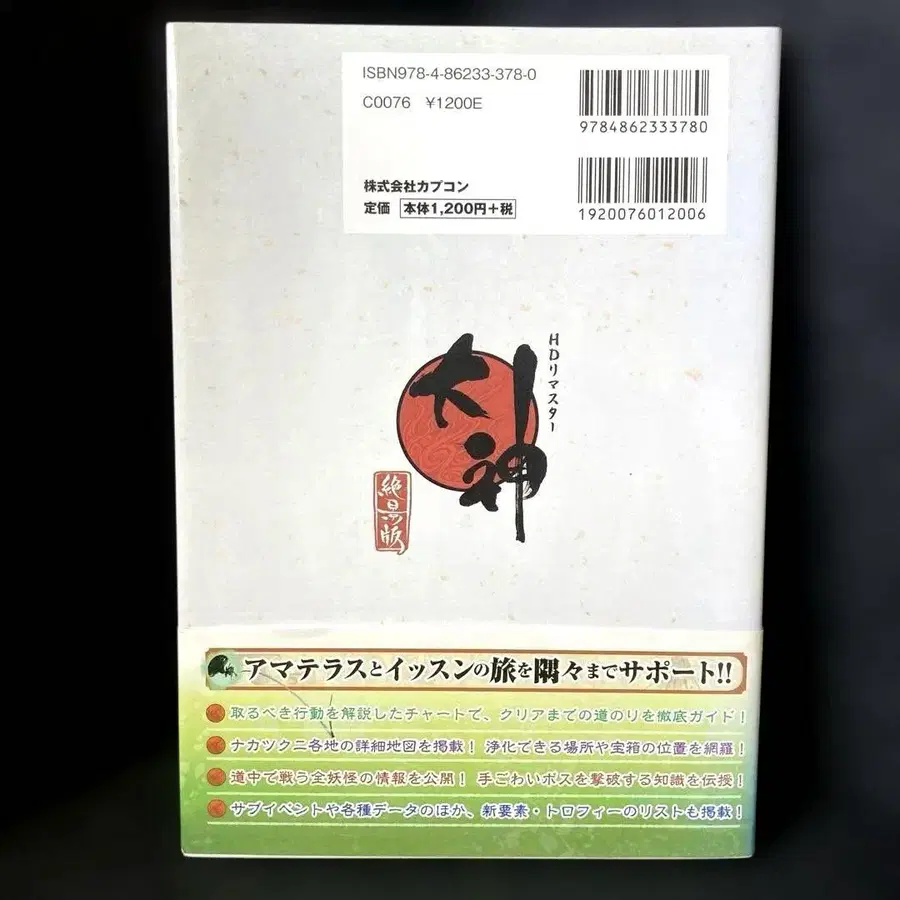 ISBN978-4-86233-378-0
C0076 ¥1200E
9784862333780
1920076012006
株式会社カプコン
定価 本体1,200円+税
HDリマスター
大神
絶景版
アマテラスとイッスンの旅を隅々までサポート!!
取るべき行動を解説したチャートで、クリアまでの道のりを徹底ガイド!
ナカツクニ各地の詳細地図を掲載! 浄化できる場所や宝箱の位置を網羅!
道中で戦う全妖怪の情報を公開! 手ごわいボスを撃破する知識を伝授!
サブイベントや各種データのほか、新要素・トロフィーのリストも掲載!